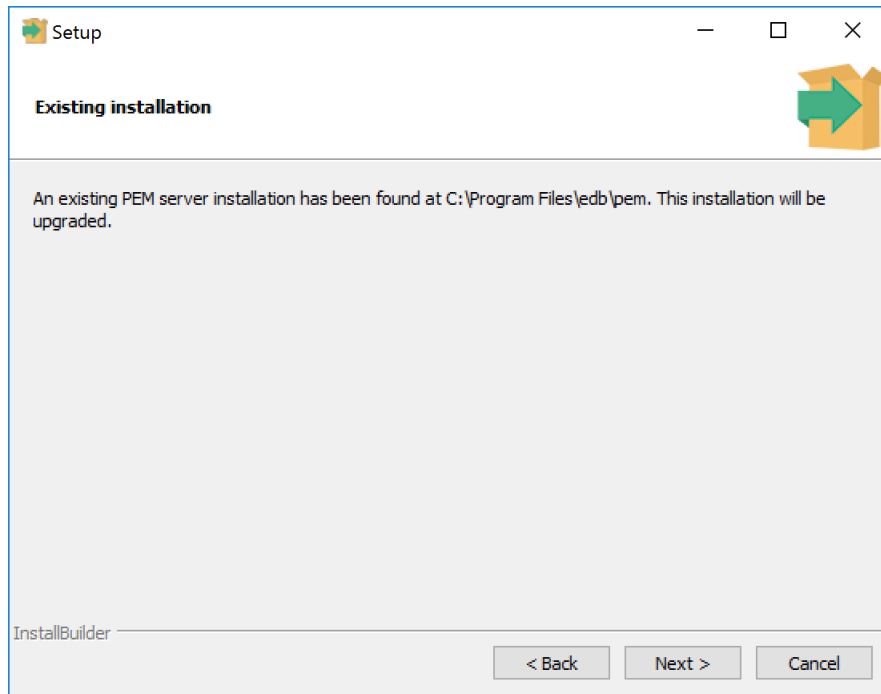 Setup
Existing installation
An existing PEM server installation has been found at C:\Program Files\edb\pem. This installation will be
upgraded.
InstallBuilder
< Back
Next >
Cancel